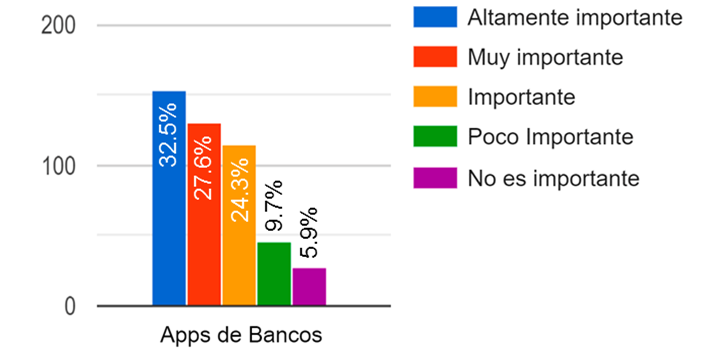 200
100
0
32.5%
27.6%
24.3%
9.7%
5.9%
Apps de Bancos
Altamente importante
Muy importante
Importante
Poco Importante
No es importante